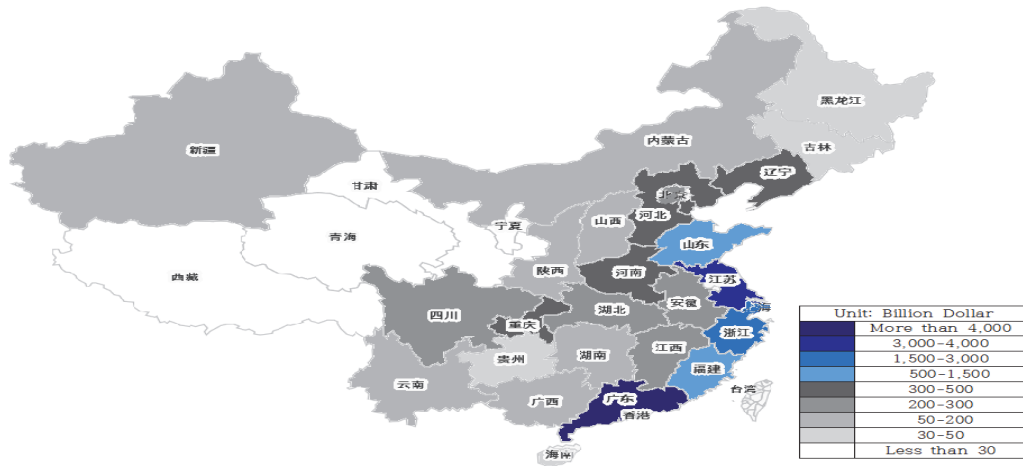 黑龙江
内蒙古
吉林
新疆
辽宁
北京
甘肃
河北
山西
宁夏
青海
山东
陕西
河南
西藏
江苏
安徽
上海
四川
湖北
重庆
浙江
江西
贵州
湖南
福建
云南
台湾
广西
广东
香港
海南
Unit: Billion Dollar
More than 4,000
3,000-4,000
1,500-3,000
500-1,500
300-500
200-300
50-200
30-50
Less than 30